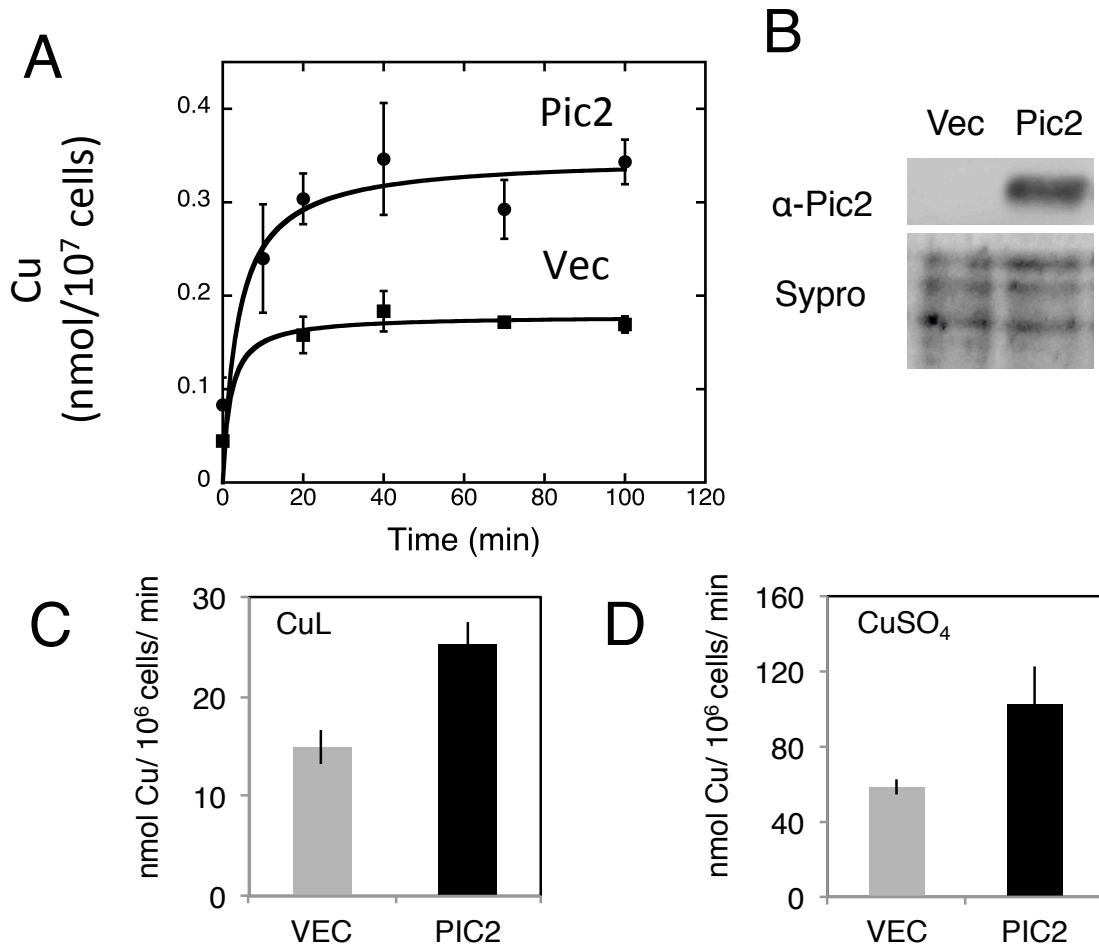 A
Cu
(nmol/10⁷ cells)
0.4
0.3
0.2
0.1
0
Pic2
Vec
0 20 40 60 80 100 120
Time (min)
B
Vec Pic2
α-Pic2
Sypro
C
nmol Cu/ 10⁶ cells/ min
30
20
10
0
CuL
VEC PIC2
D
nmol Cu/ 10⁶ cells/ min
160
120
80
40
0
CuSO₄
VEC PIC2